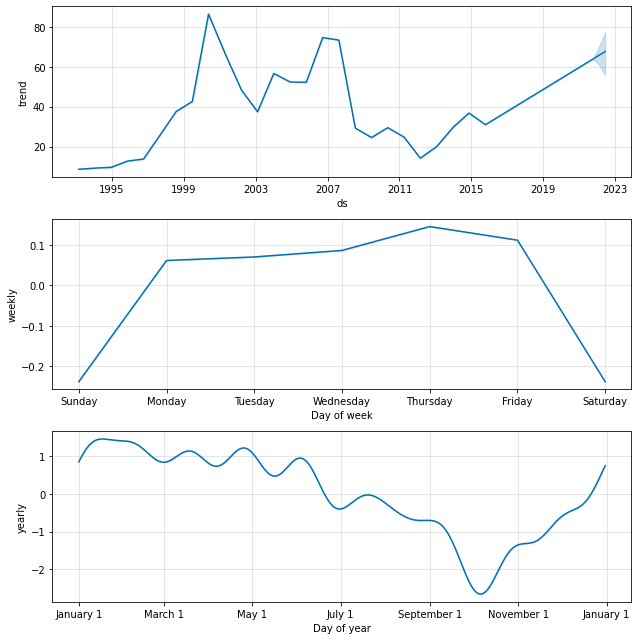 80
60
40
20
trend
1995 1999 2003 2007 2011 2015 2019 2023
ds
0.1
0.0
−0.1
−0.2
weekly
Sunday Monday Tuesday Wednesday Thursday Friday Saturday
Day of week
1
0
−1
−2
yearly
January 1 March 1 May 1 July 1 September 1 November 1 January 1
Day of year